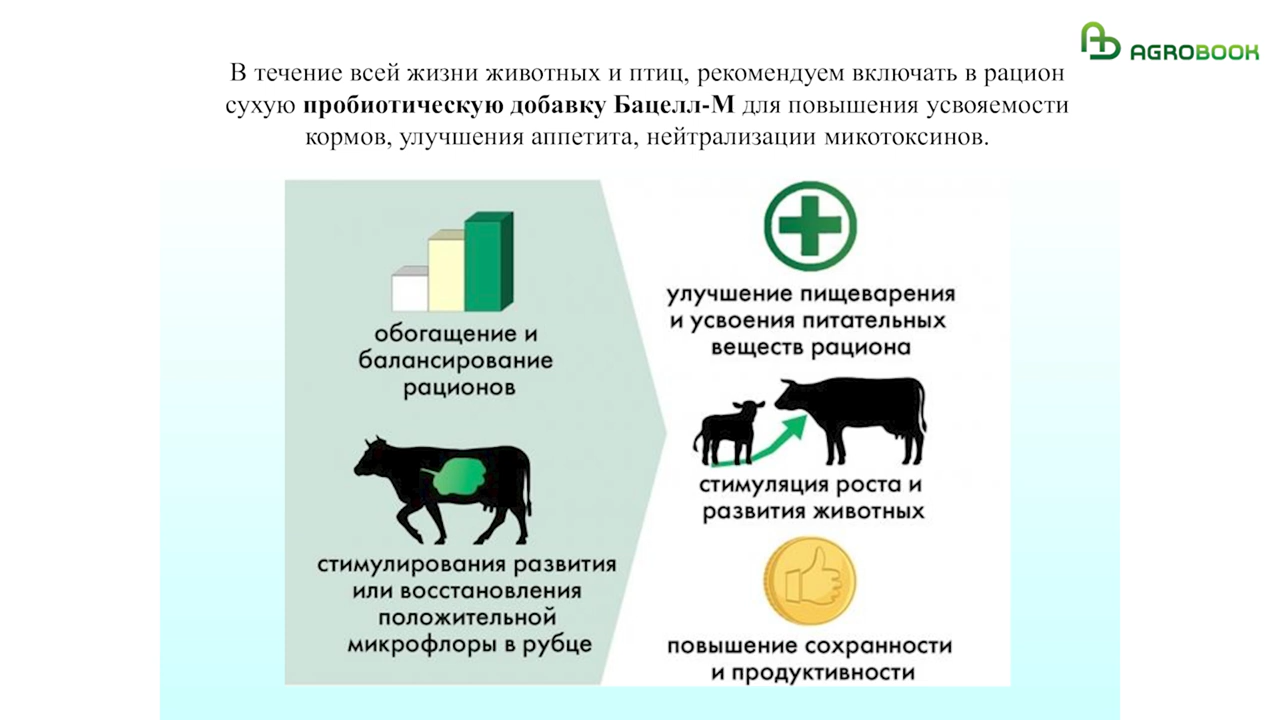 AGROBOOK
В течение всей жизни животных и птиц, рекомендуем включать в рацион
сухую пробиотическую добавку Бацелл-М для повышения усвояемости
кормов, улучшения аппетита, нейтрализации микотоксинов.
обогащение и
балансирование
рационов
стимулирования развития
или восстановления
положительной
микрофлоры в рубце
улучшение пищеварения
и усвоения питательных
веществ рациона
стимуляция роста и
развития животных
повышение сохранности
и продуктивности